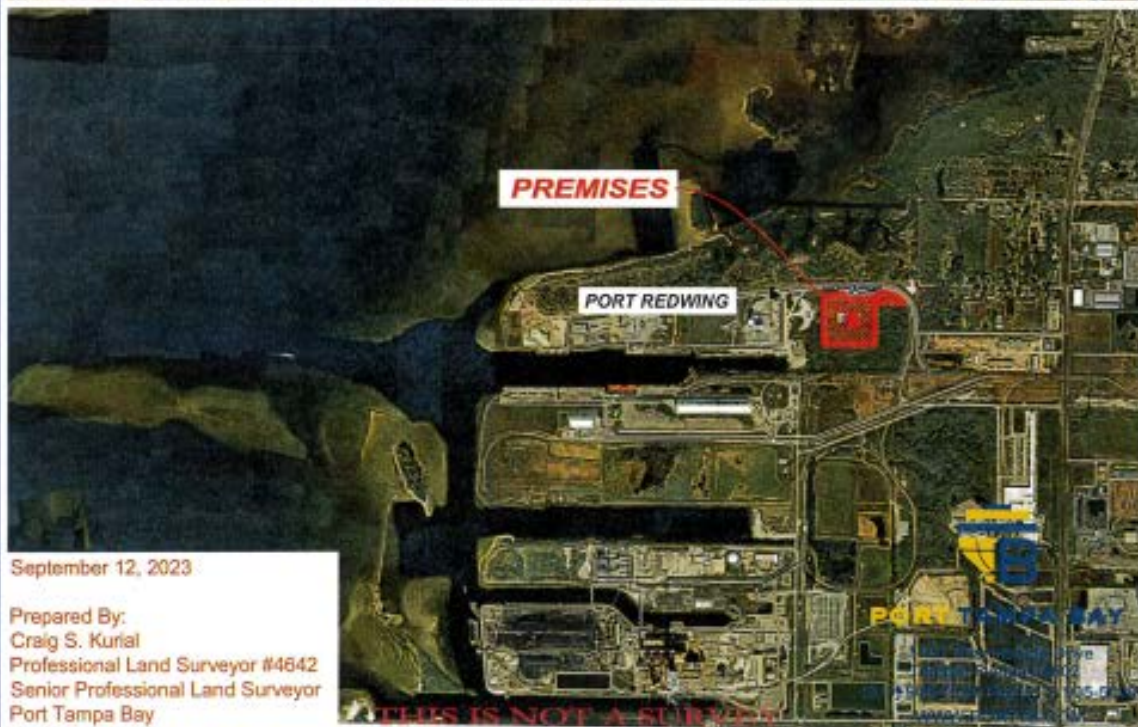 PREMISES
PORT REDWING
September 12, 2023
Prepared By:
Craig S. Kurial
Professional Land Surveyor #4642
Senior Professional Land Surveyor
Port Tampa Bay
PORT TAMPA BAY
THIS IS NOT A SURVEY